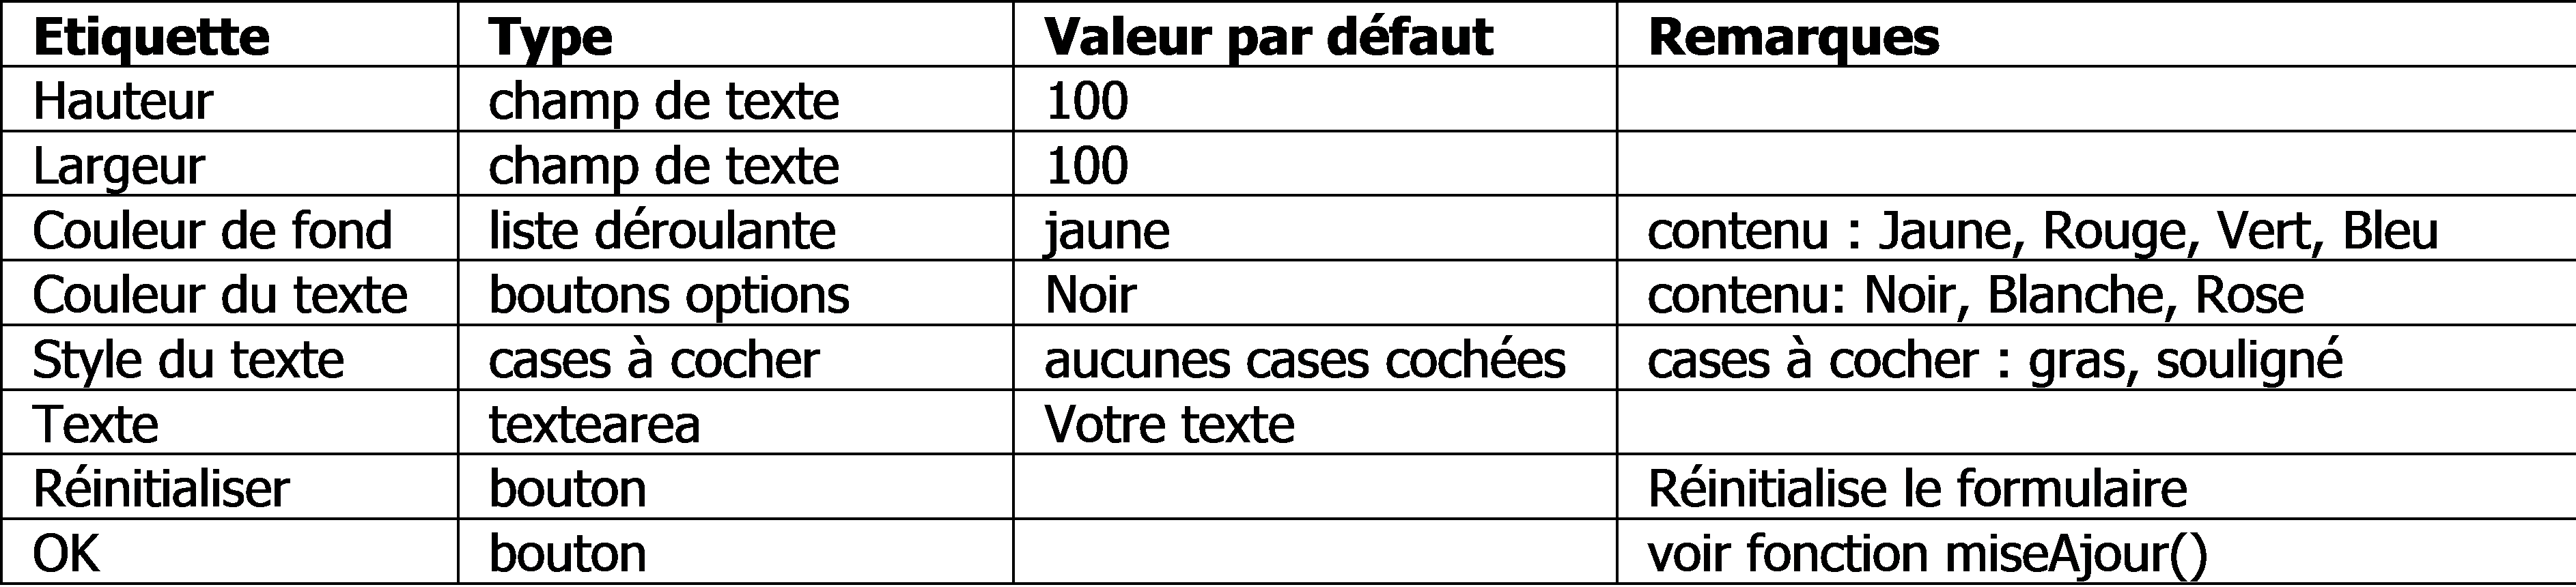 Etiquette Type Valeur par défaut Remarques
Hauteur champ de texte 100
Largeur champ de texte 100
Couleur de fond liste déroulante jaune contenu : Jaune, Rouge, Vert, Bleu
Couleur du texte boutons options Noir contenu: Noir, Blanche, Rose
Style du texte cases à cocher aucunes cases cochées cases à cocher : gras, souligné
Texte textearea Votre texte
Réinitialiser bouton Réinitialise le formulaire
OK bouton voir fonction miseAjour()